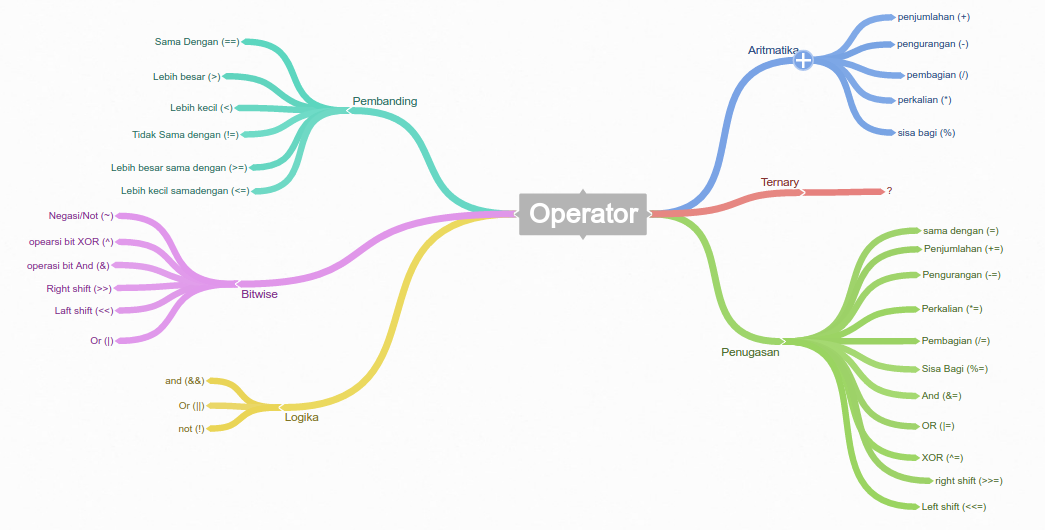 Operator
Pembanding
Sama Dengan (==)
Lebih besar (>)
Lebih kecil (<)
Tidak Sama dengan (!=)
Lebih besar sama dengan (>=)
Lebih kecil samadengan (<=)
Bitwise
Negasi/Not (~)
opearsi bit XOR (^)
operasi bit And (&)
Right shift (>>)
Laft shift (<<)
Or (|)
Logika
and (&&)
Or (||)
not (!)
Aritmatika
penjumlahan (+)
pengurangan (-)
pembagian (/)
perkalian (*)
sisa bagi (%)
Ternary
?
Penugasan
sama dengan (=)
Penjumlahan (+=)
Pengurangan (-=)
Perkalian (*=)
Pembagian (/=)
Sisa Bagi (%=)
And (&=)
OR (|=)
XOR (^=)
right shift (>>=)
Left shift (<<=)